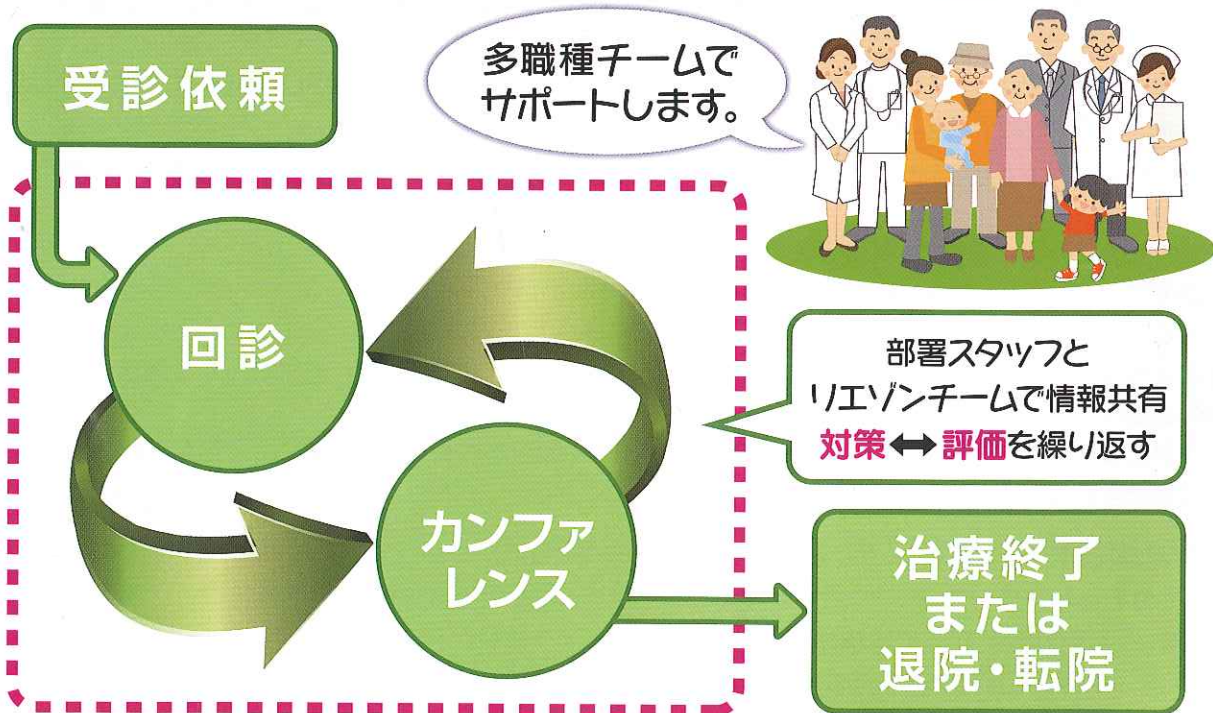 受診依頼
多職種チームで
サポートします。
回診
カンファ
レンス
部署スタッフと
リエゾンチームで情報共有
対策⬌評価を繰り返す
治療終了
または
退院・転院